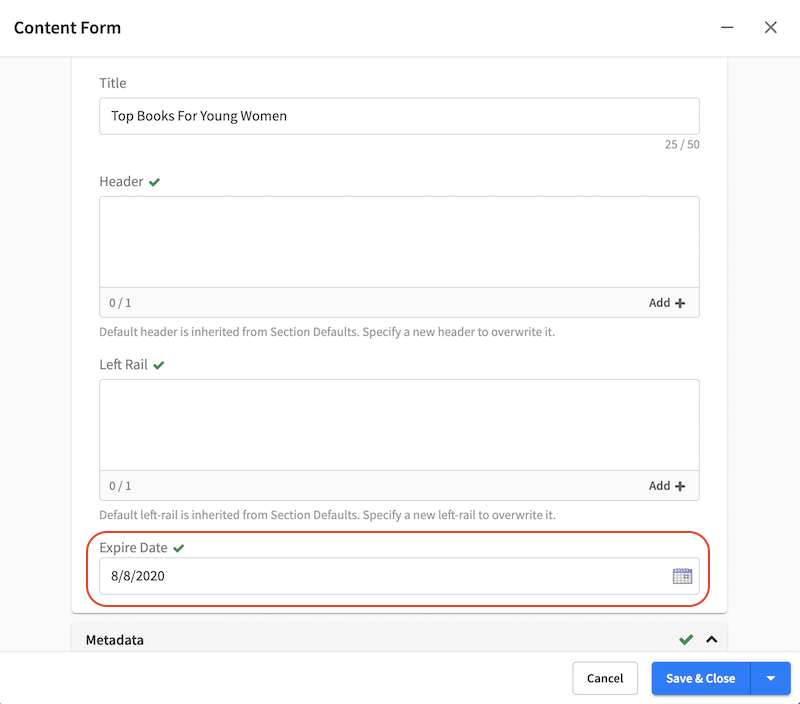 Content Form
Title
Top Books For Young Women
25 / 50
Header
0 / 1
Add
Default header is inherited from Section Defaults. Specify a new header to overwrite it.
Left Rail
0 / 1
Add
Default left-rail is inherited from Section Defaults. Specify a new left-rail to overwrite it.
Expire Date
8/8/2020
Metadata
Cancel
Save & Close